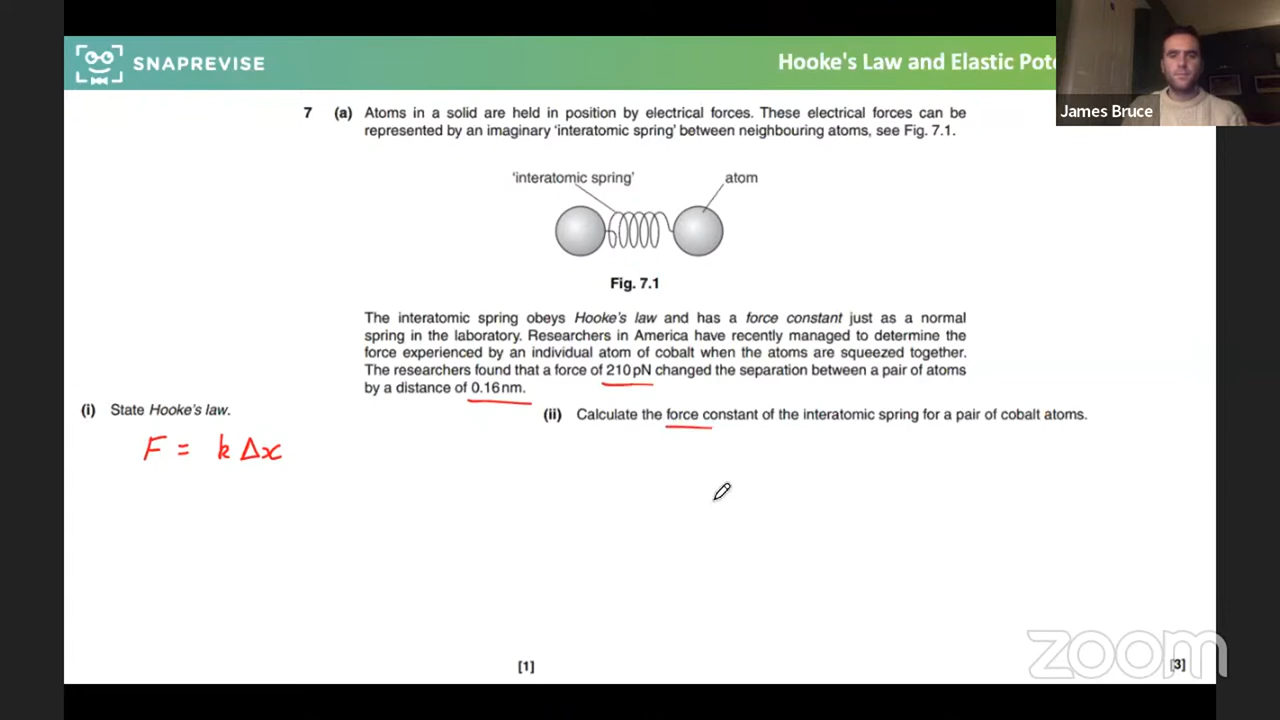 SNAPREVISE
Hooke's Law and Elastic Pote
James Bruce
7 (a) Atoms in a solid are held in position by electrical forces. These electrical forces can be
represented by an imaginary 'interatomic spring' between neighbouring atoms, see Fig. 7.1.
'interatomic spring'
atom
Fig. 7.1
The interatomic spring obeys Hooke's law and has a force constant just as a normal
spring in the laboratory. Researchers in America have recently managed to determine the
force experienced by an individual atom of cobalt when the atoms are squeezed together.
The researchers found that a force of 210 pN changed the separation between a pair of atoms
by a distance of 0.16 nm.
(i) State Hooke's law.
F = k Δx
[1]
(ii) Calculate the force constant of the interatomic spring for a pair of cobalt atoms.
[3]
zoom